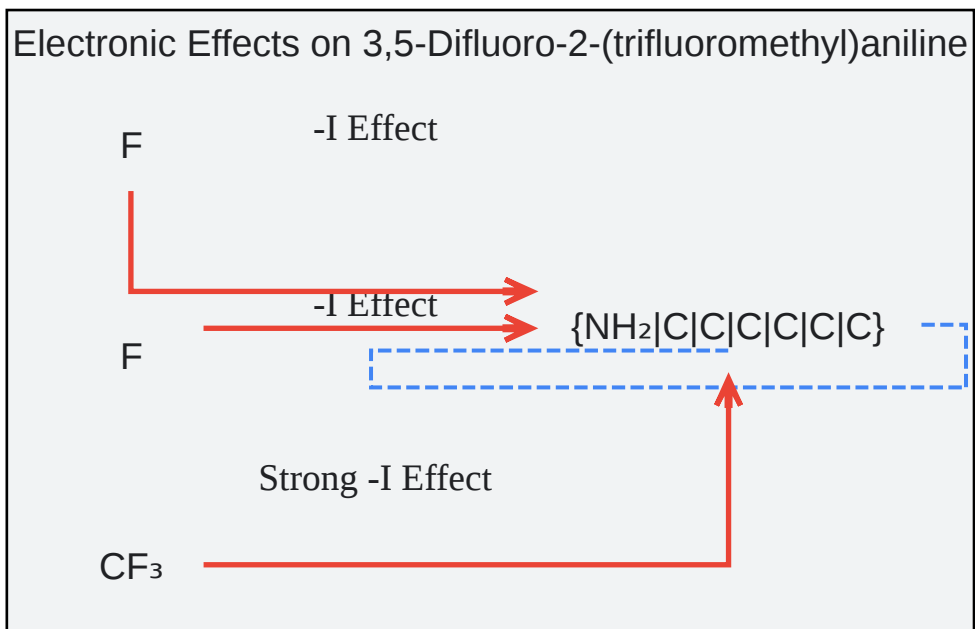 Electronic Effects on 3,5-Difluoro-2-(trifluoromethyl)aniline
-I Effect
F
-I Effect
{NH₂|C|C|C|C|C|C}
F
Strong -I Effect
CF₃